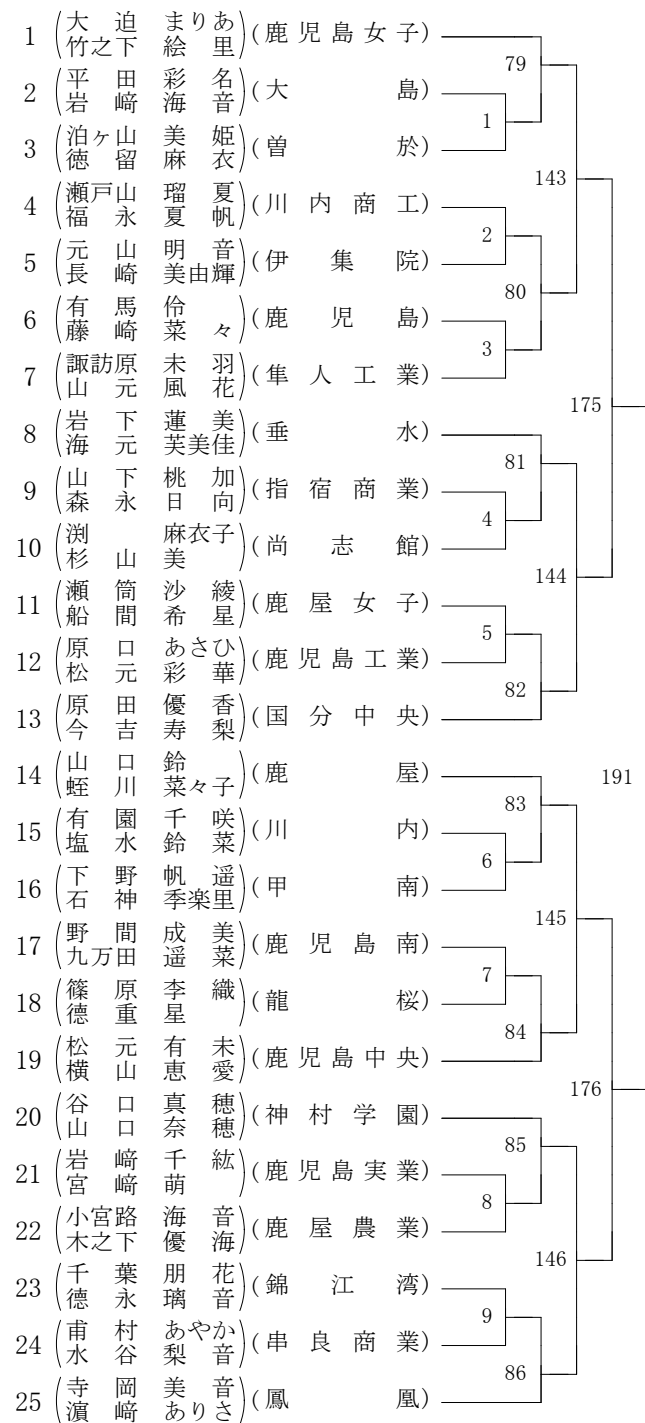 1 (大迫 まりあ 竹之下 絵里) (鹿児島女子)
2 (平田彩名 岩﨑海音) (大島)
3 (泊ヶ山美姫 徳留麻衣) (曽於)
4 (瀬戸山瑠夏 福永夏帆) (川内商工)
5 (元山明音 長崎美由輝) (伊集院)
6 (有馬伶 藤崎菜々) (鹿児島)
7 (諏訪原未羽 山元風花) (隼人工業)
8 (岩下蓮美 海元芙美佳) (垂水)
9 (山下桃加 森永日向) (指宿商業)
10 (渕麻衣子 杉山美) (尚志館)
11 (瀬筒沙綾 船間希星) (鹿屋女子)
12 (原口あさひ 松元彩華) (鹿児島工業)
13 (原田優香 今吉寿梨) (国分中央)
14 (山口鈴 蛭川菜々子) (鹿屋)
15 (有園千咲 塩水鈴菜) (川内)
16 (下野帆遥 石神季楽里) (甲南)
17 (野間成美 九万田遥菜) (鹿児島南)
18 (篠原李織 德重星) (龍桜)
19 (松元有未 横山恵愛) (鹿児島中央)
20 (谷口真穂 山口奈穂) (神村学園)
21 (岩﨑千紘 宮﨑萌) (鹿児島実業)
22 (小宮路海音 木之下優海) (鹿屋農業)
23 (千葉朋花 德永璃音) (錦江湾)
24 (甫村あやか 水谷梨音) (串良商業)
25 (寺岡美音 濵﨑ありさ) (鳳凰)
1
2
3
4
5
6
7
8
9
79
80
81
82
83
84
85
86
143
144
145
146
175
176
191